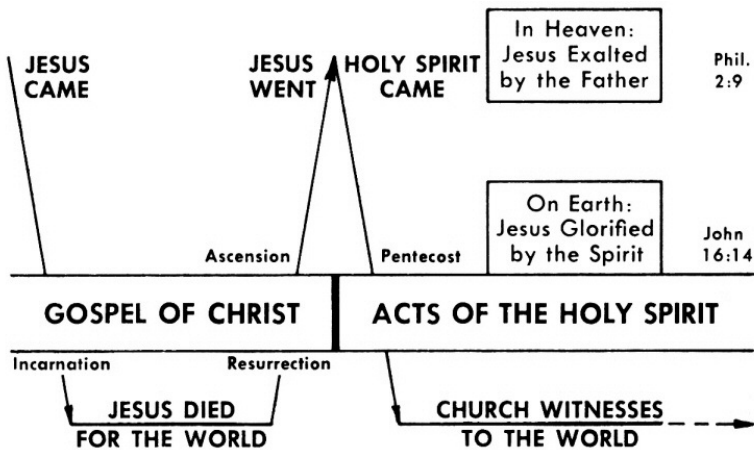 JESUS
CAME
JESUS
WENT
HOLY SPIRIT
CAME
In Heaven:
Jesus Exalted
by the Father
Phil.
2:9
On Earth:
Jesus Glorified
by the Spirit
John
16:14
Ascension
Pentecost
GOSPEL OF CHRIST
ACTS OF THE HOLY SPIRIT
Incarnation
Resurrection
JESUS DIED
FOR THE WORLD
CHURCH WITNESSES
TO THE WORLD